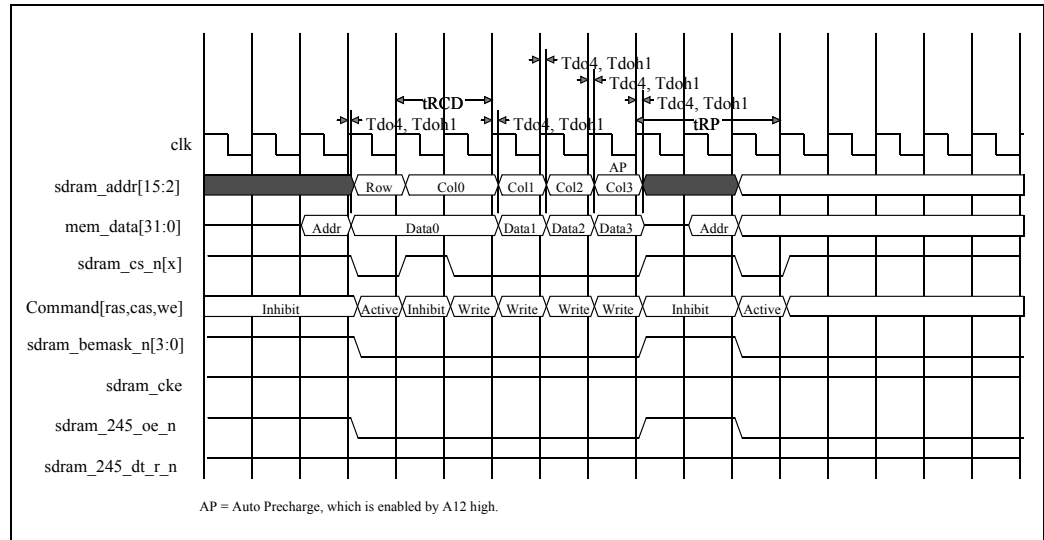 Tdo4, Tdoh1
Tdo4, Tdoh1
tRCD Tdo4, Tdoh1
Tdo4, Tdoh1 Tdo4, Tdoh1 tRP
clk
AP
sdram_addr[15:2] Row Col0 Col1 Col2 Col3
mem_data[31:0] Addr Data0 Data1 Data2 Data3 Addr
sdram_cs_n[x]
Command[ras,cas,we] Inhibit Active Inhibit Write Write Write Write Inhibit Active
sdram_bemask_n[3:0]
sdram_cke
sdram_245_oe_n
sdram_245_dt_r_n
AP = Auto Precharge, which is enabled by A12 high.